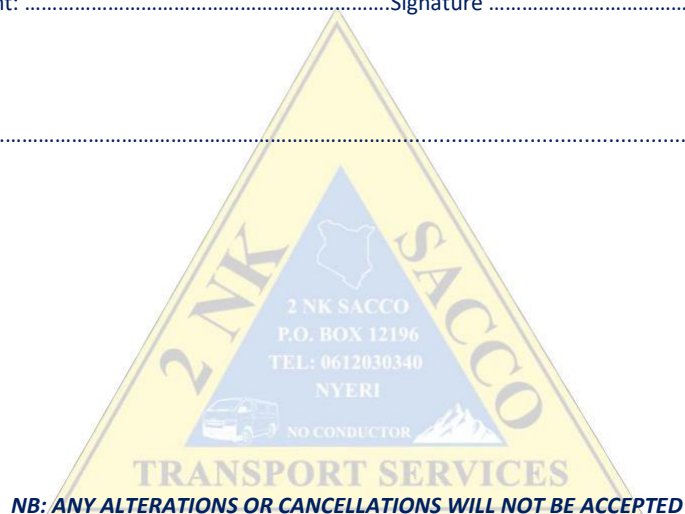 nt: ……………………………………………………………….Signature ……………………………………
………………………………………………………………………………………………………………
2 NK SACCO
2 NK SACCO
P.O. BOX 12196
TEL: 0612030340
NYERI
NO CONDUCTOR
TRANSPORT SERVICES
NB: ANY ALTERATIONS OR CANCELLATIONS WILL NOT BE ACCEPTED